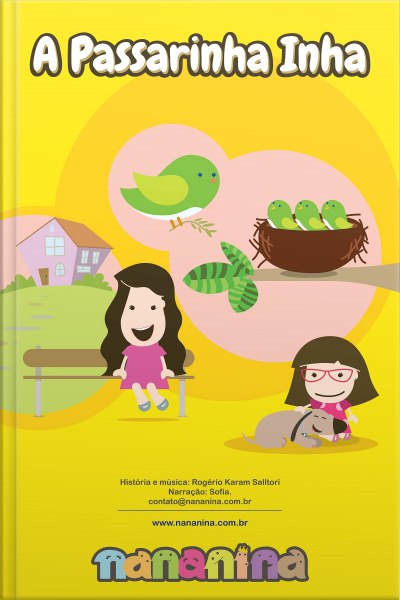 A Passarinha Inha
História e música: Rogério Karam Salltori
Narração: Sofia.
contato@nananina.com.br
www.nananina.com.br
nananina